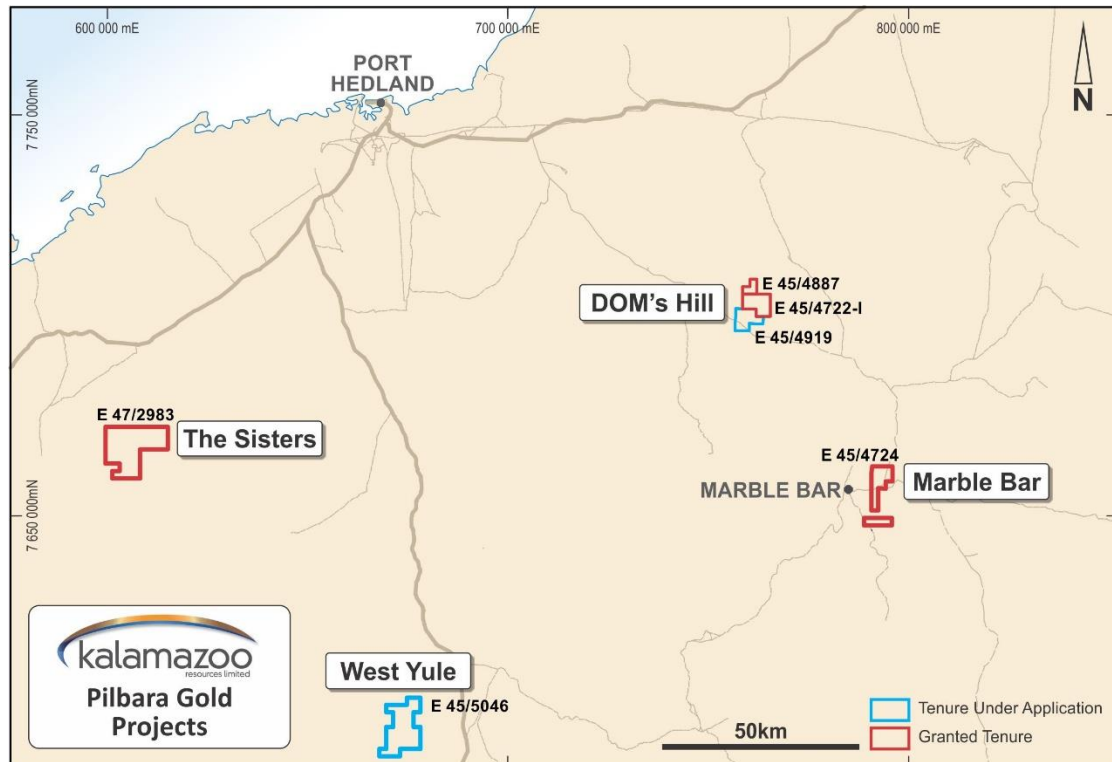 600 000 mE
700 000 mE
800 000 mE
PORT
HEDLAND
N
7 750 000mN
DOM's Hill
E 45/4887
E 45/4722-I
E 45/4919
E 47/2983
The Sisters
E 45/4724
MARBLE BAR
Marble Bar
7 650 000mN
kalamazoo
resources limited
Pilbara Gold
Projects
West Yule
E 45/5046
50km
Tenure Under Application
Granted Tenure